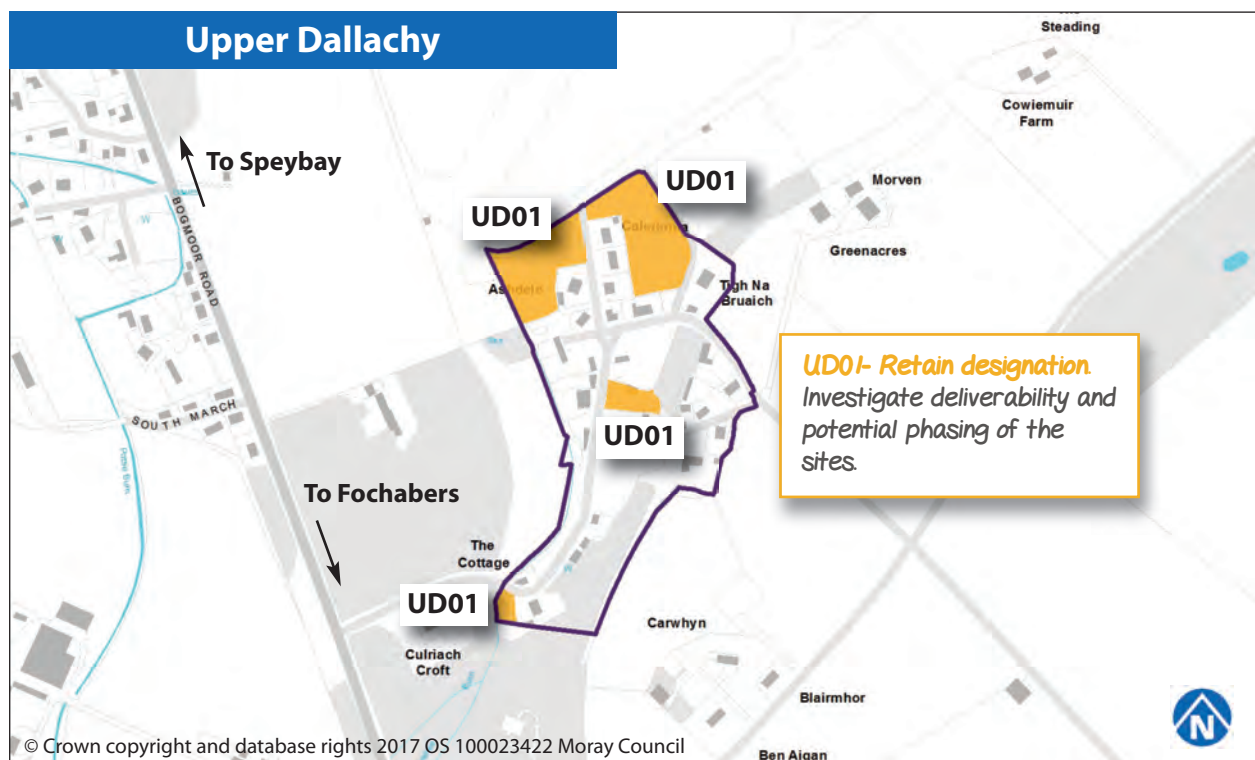 Upper Dallachy
Steading
Cowiemuir
Farm
To Speybay
UD01
UD01
Morven
BOGMOOR ROAD
W
Greenacres
Tigh Na
Bruaich
UD01- Retain designation.
Investigate deliverability and
potential phasing of the
sites.
SOUTH MARCH
UD01
To Fochabers
The
Cottage
UD01
Carwhyn
Culriach
Croft
Blairmhor
N
© Crown copyright and database rights 2017 OS 100023422 Moray Council
Ben Aigan